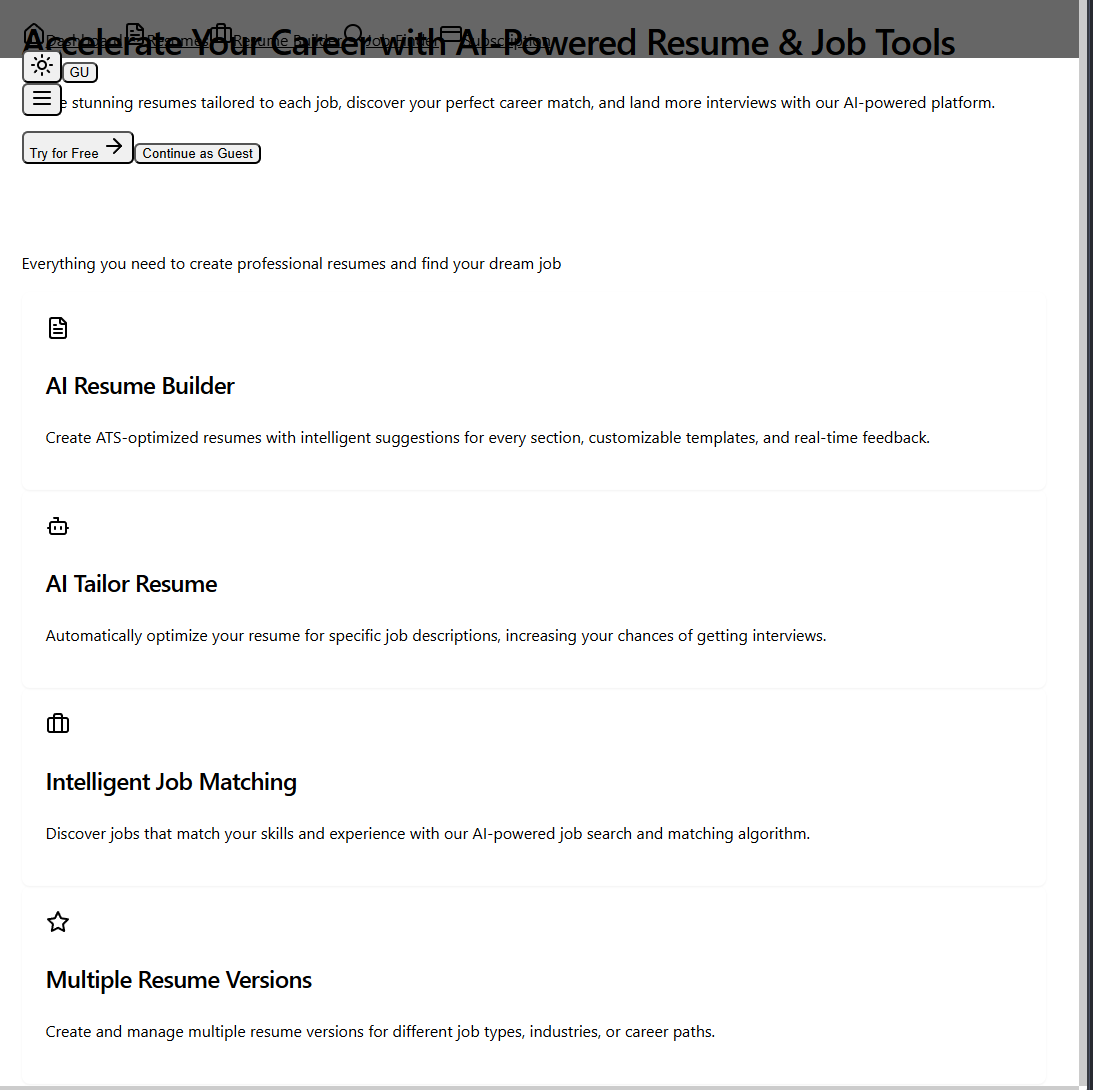 Dashboard Resumes Resume Builder Job Finder Subscription
Accelerate Your Career with AI-Powered Resume & Job Tools
GU
stunning resumes tailored to each job, discover your perfect career match, and land more interviews with our AI-powered platform.
Try for Free
Continue as Guest
Everything you need to create professional resumes and find your dream job
AI Resume Builder
Create ATS-optimized resumes with intelligent suggestions for every section, customizable templates, and real-time feedback.
AI Tailor Resume
Automatically optimize your resume for specific job descriptions, increasing your chances of getting interviews.
Intelligent Job Matching
Discover jobs that match your skills and experience with our AI-powered job search and matching algorithm.
Multiple Resume Versions
Create and manage multiple resume versions for different job types, industries, or career paths.